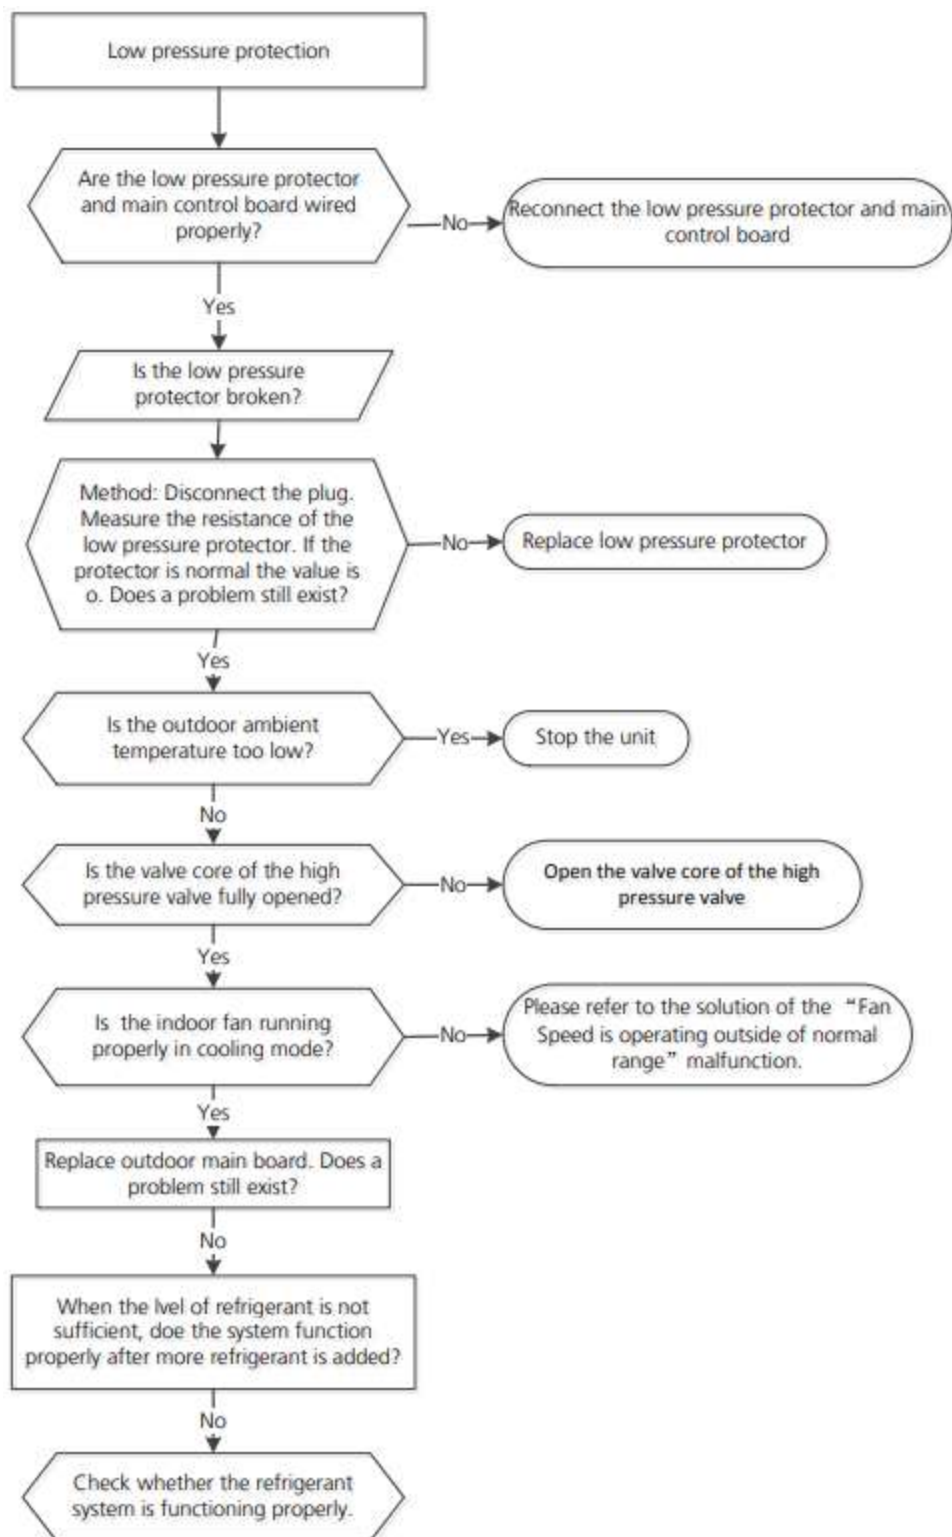 Low pressure protection
Are the low pressure protector
and main control board wired
properly?
No
Reconnect the low pressure protector and main
control board
Yes
Is the low pressure
protector broken?
Method: Disconnect the plug.
Measure the resistance of the
low pressure protector. If the
protector is normal the value is
o. Does a problem still exist?
No
Replace low pressure protector
Yes
Is the outdoor ambient
temperature too low?
Yes
Stop the unit
No
Is the valve core of the high
pressure valve fully opened?
No
Open the valve core of the high
pressure valve
Yes
Is the indoor fan running
properly in cooling mode?
No
Please refer to the solution of the “Fan
Speed is operating outside of normal
range” malfunction.
Yes
Replace outdoor main board. Does a
problem still exist?
No
When the lvel of refrigerant is not
sufficient, doe the system function
properly after more refrigerant is added?
No
Check whether the refrigerant
system is functioning properly.